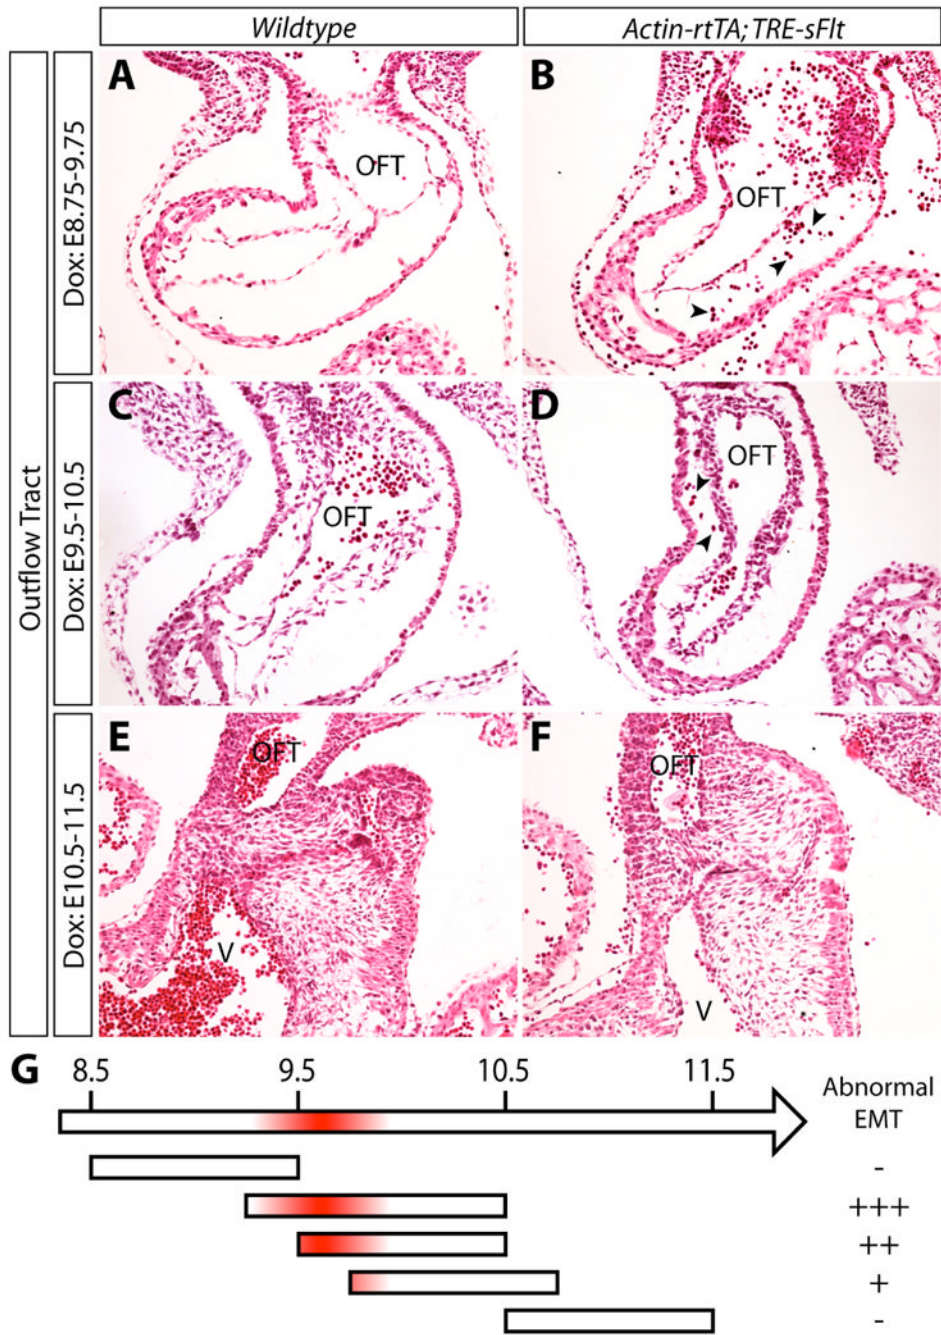 Wildtype
Actin-rtTA; TRE-sFlt
Outflow Tract
Dox: E8.75-9.75
A
OFT
B
OFT
Dox: E9.5-10.5
C
OFT
D
OFT
Dox: E10.5-11.5
E
OFT
V
F
OFT
V
G
8.5 9.5 10.5 11.5
Abnormal
EMT
-
+++
++
+
-